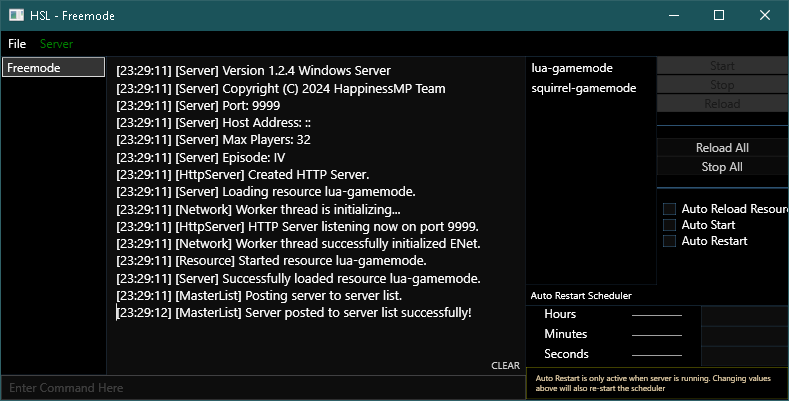 HSL - Freemode
File Server
Freemode
[23:29:11] [Server] Version 1.2.4 Windows Server
[23:29:11] [Server] Copyright (C) 2024 HappinessMP Team
[23:29:11] [Server] Port: 9999
[23:29:11] [Server] Host Address: ::
[23:29:11] [Server] Max Players: 32
[23:29:11] [Server] Episode: IV
[23:29:11] [HttpServer] Created HTTP Server.
[23:29:11] [Server] Loading resource lua-gamemode.
[23:29:11] [Network] Worker thread is initializing...
[23:29:11] [HttpServer] HTTP Server listening now on port 9999.
[23:29:11] [Network] Worker thread successfully initialized ENet.
[23:29:11] [Resource] Started resource lua-gamemode.
[23:29:11] [Server] Successfully loaded resource lua-gamemode.
[23:29:11] [MasterList] Posting server to server list.
[23:29:12] [MasterList] Server posted to server list successfully!
CLEAR
Enter Command Here
lua-gamemode
squirrel-gamemode
Start
Stop
Reload
Reload All
Stop All
Auto Reload Resour
Auto Start
Auto Restart
Auto Restart Scheduler
Hours
Minutes
Seconds
Auto Restart is only active when server is running. Changing values
above will also re-start the scheduler